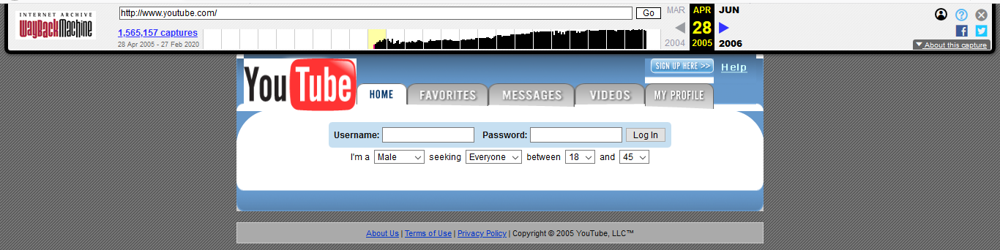 INTERNET ARCHIVE
WayBackMachine
http://www.youtube.com/ Go
1,565,157 captures
28 Apr 2005 - 27 Feb 2020
MAR APR JUN
28
2004 2005 2006
About this capture
YouTube
SIGN UP HERE >> Help
HOME FAVORITES MESSAGES VIDEOS MY PROFILE
Username: Password: Log In
I'm a Male seeking Everyone between 18 and 45
About Us | Terms of Use | Privacy Policy | Copyright © 2005 YouTube, LLC™